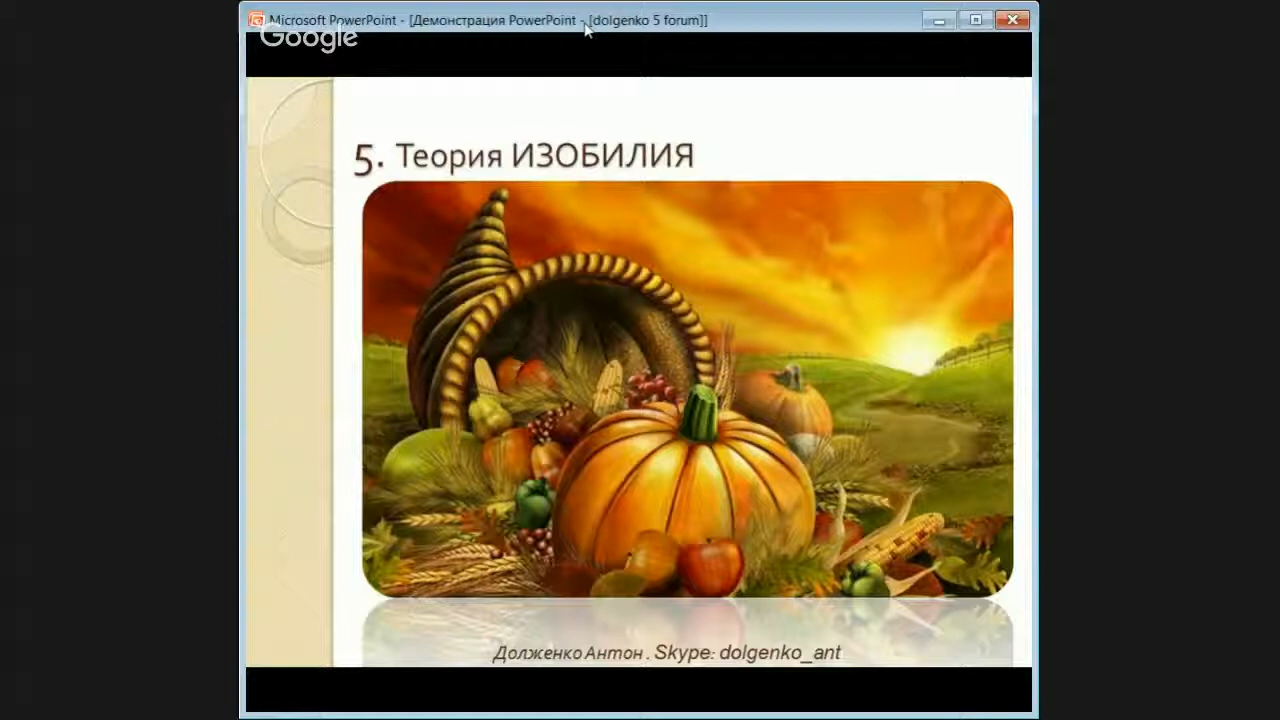 Microsoft PowerPoint - [Демонстрация PowerPoint - [dolgenko 5 forum]]
Google
5. Теория ИЗОБИЛИЯ
Долженко Антон . Skype: dolgenko_ant